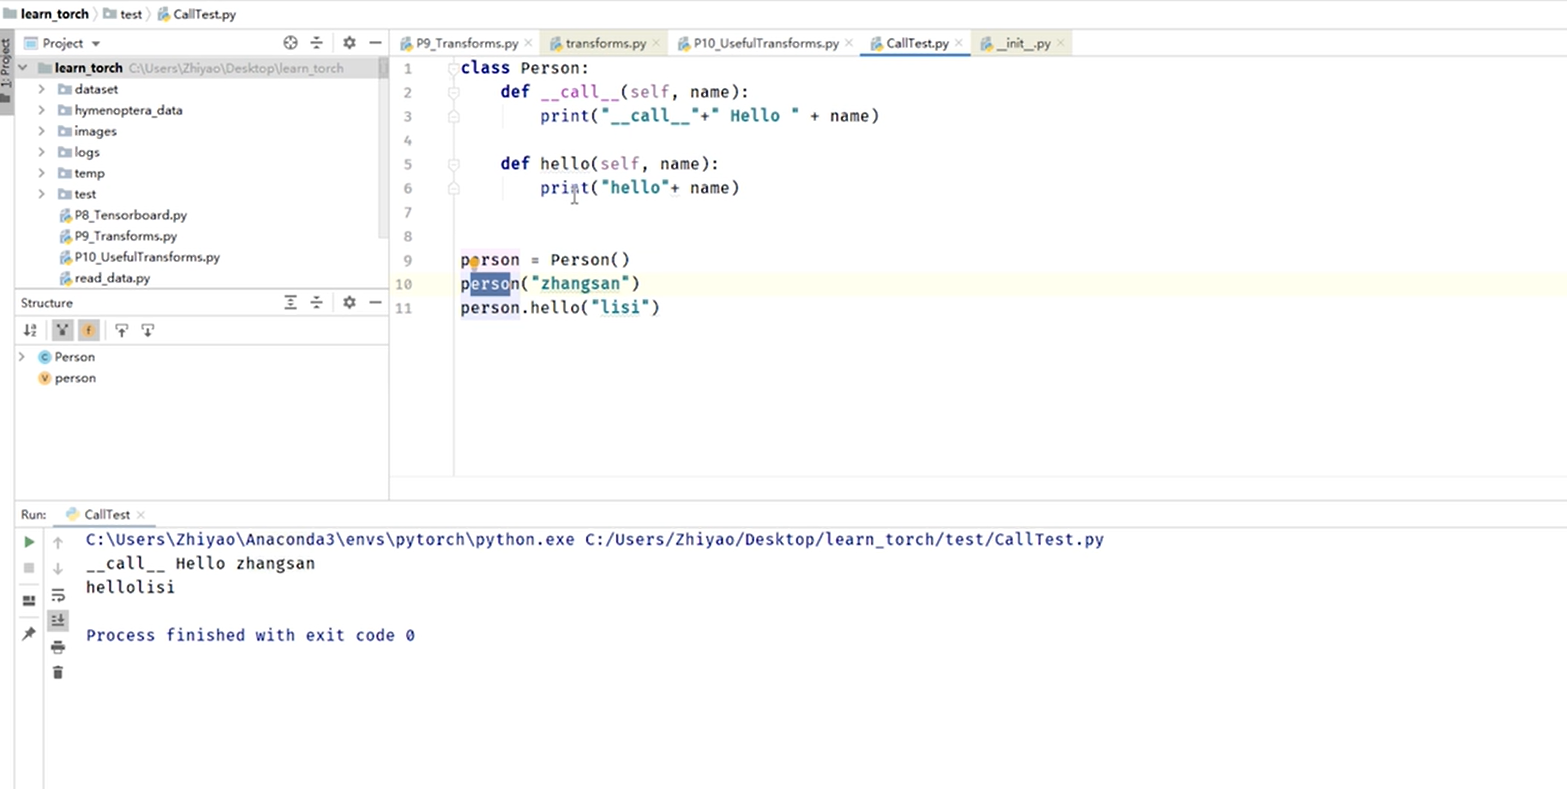 learn_torch test CallTest.py
1: Project
Project
P9_Transforms.py transforms.py P10_UsefulTransforms.py CallTest.py __init__.py
learn_torch C:\Users\Zhiyao\Desktop\learn_torch
dataset
hymenoptera_data
images
logs
temp
test
P8_Tensorboard.py
P9_Transforms.py
P10_UsefulTransforms.py
read_data.py
Structure
Person
person
1 class Person:
2 def __call__(self, name):
3 print("__call__"+" Hello " + name)
4
5 def hello(self, name):
6 print("hello"+ name)
7
8
9 person = Person()
10 person("zhangsan")
11 person.hello("lisi")
Run: CallTest
C:\Users\Zhiyao\Anaconda3\envs\pytorch\python.exe C:/Users/Zhiyao/Desktop/learn_torch/test/CallTest.py
__call__ Hello zhangsan
hellolisi
Process finished with exit code 0